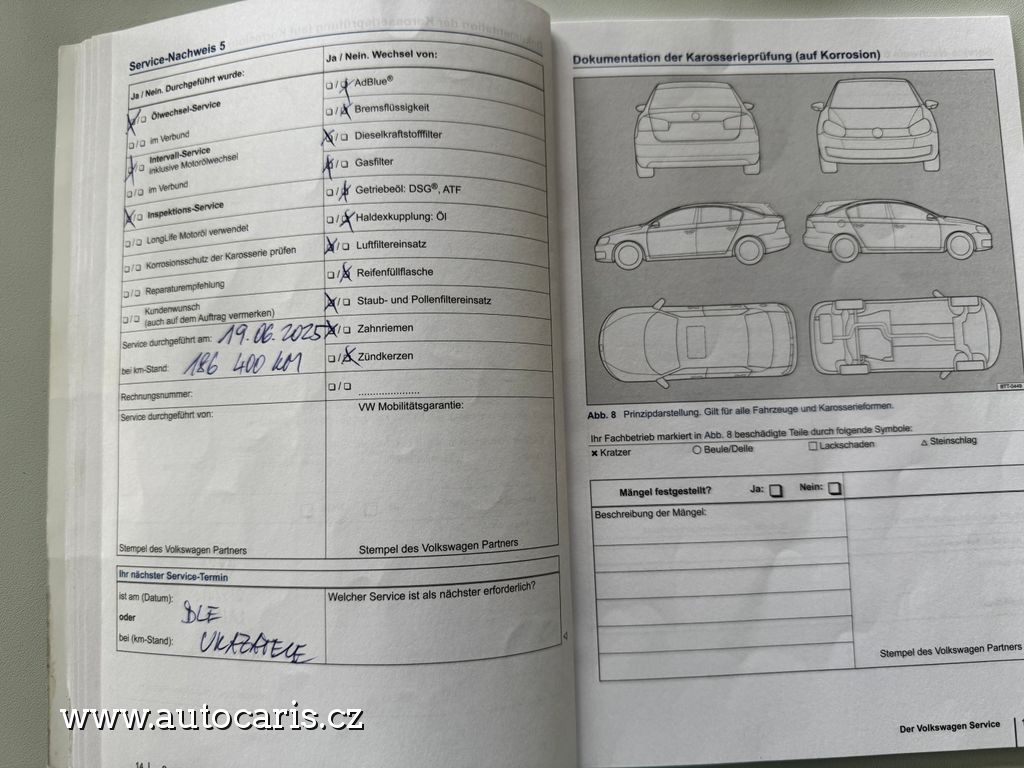 Service-Nachweis 5
Ja / Nein. Durchgeführt wurde:
Ölwechsel-Service
im Verbund
Intervall-Service
inklusive Motorölwechsel
im Verbund
Inspektions-Service
LongLife Motoröl verwendet
Korrosionsschutz der Karosserie prüfen
Reparaturempfehlung
Kundenwunsch
(auch auf dem Auftrag vermerken)
Service durchgeführt am: 19.06.2025
bei km-Stand: 186 400 KM
Rechnungsnummer:
Service durchgeführt von:
Stempel des Volkswagen Partners
Ja / Nein. Wechsel von:
AdBlue®
Bremsflüssigkeit
Dieselkraftstofffilter
Gasfilter
Getriebeöl: DSG®, ATF
Haldexkupplung: Öl
Luftfiltereinsatz
Reifenfüllflasche
Staub- und Pollenfiltereinsatz
Zahnriemen
Zündkerzen
VW Mobilitätsgarantie:
Stempel des Volkswagen Partners
Ihr nächster Service-Termin
ist am (Datum):
oder DLE
bei (km-Stand): UKAZATELE
Welcher Service ist als nächster erforderlich?
14
Dokumentation der Karosserieprüfung (auf Korrosion)
BTT-0449
Abb. 8 Prinzipdarstellung. Gilt für alle Fahrzeuge und Karosserieformen.
Ihr Fachbetrieb markiert in Abb. 8 beschädigte Teile durch folgende Symbole:
Kratzer Beule/Delle Lackschaden Steinschlag
Mängel festgestellt? Ja: Nein:
Beschreibung der Mängel:
Stempel des Volkswagen Partners
Der Volkswagen Service
www.autocaris.cz